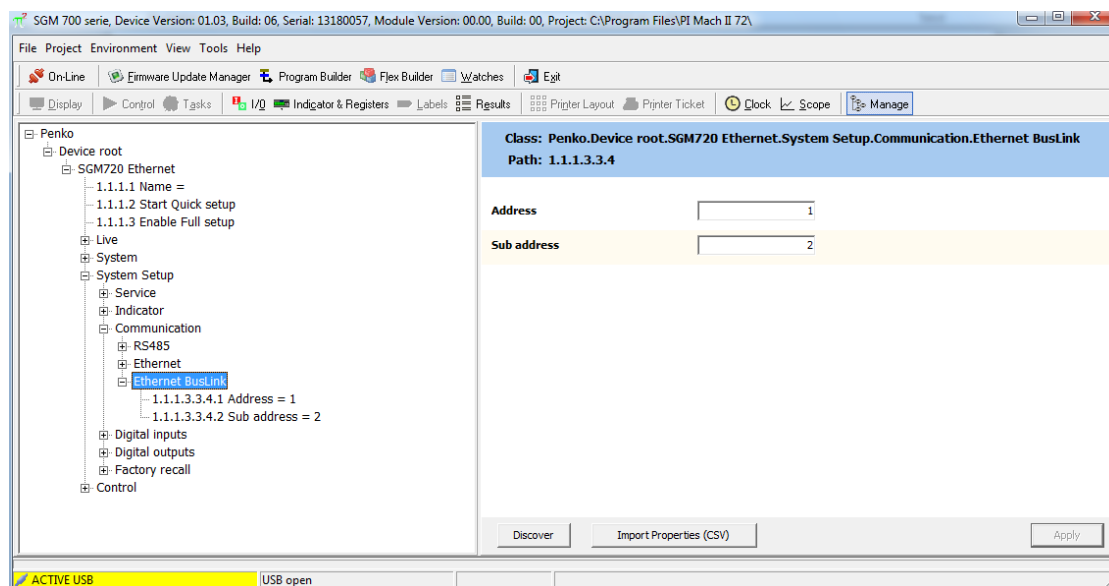 SGM 700 serie, Device Version: 01.03, Build: 06, Serial: 13180057, Module Version: 00.00, Build: 00, Project: C:\Program Files\PI Mach II 72\
File Project Environment View Tools Help
On-Line Firmware Update Manager Program Builder Flex Builder Watches Exit
Display Control Tasks I/O Indicator & Registers Labels Results Printer Layout Printer Ticket Clock Scope Manage
Penko
Device root
SGM720 Ethernet
1.1.1.1 Name =
1.1.1.2 Start Quick setup
1.1.1.3 Enable Full setup
Live
System
System Setup
Service
Indicator
Communication
RS485
Ethernet
Ethernet BusLink
1.1.1.3.3.4.1 Address = 1
1.1.1.3.3.4.2 Sub address = 2
Digital inputs
Digital outputs
Factory recall
Control
Class: Penko.Device root.SGM720 Ethernet.System Setup.Communication.Ethernet BusLink
Path: 1.1.1.3.3.4
Address 1
Sub address 2
Discover Import Properties (CSV) Apply
ACTIVE USB USB open